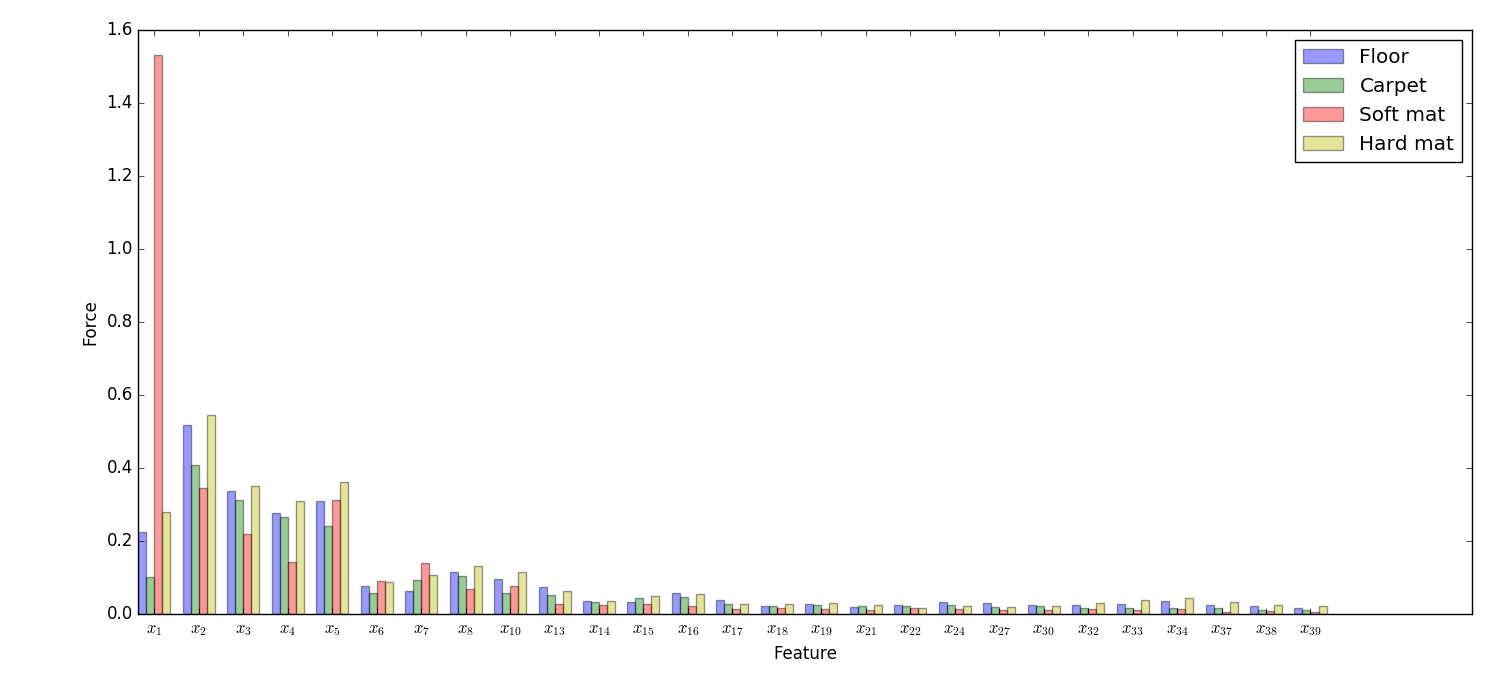 1.6
1.4
1.2
1.0
0.8
0.6
0.4
0.2
0.0
Force
Floor
Carpet
Soft mat
Hard mat
x1 x2 x3 x4 x5 x6 x7 x8 x10 x13 x14 x15 x16 x17 x18 x19 x21 x22 x24 x27 x30 x32 x33 x34 x37 x38 x39
Feature